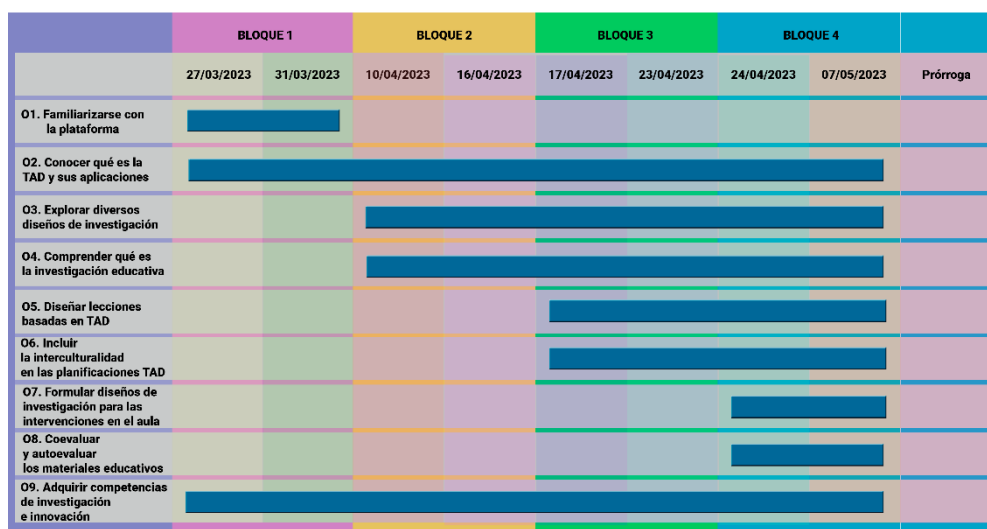 BLOQUE 1 BLOQUE 2 BLOQUE 3 BLOQUE 4
27/03/2023 31/03/2023 10/04/2023 16/04/2023 17/04/2023 23/04/2023 24/04/2023 07/05/2023 Prórroga
O1. Familiarizarse con
la plataforma
O2. Conocer qué es la
TAD y sus aplicaciones
O3. Explorar diversos
diseños de investigación
O4. Comprender qué es
la investigación educativa
O5. Diseñar lecciones
basadas en TAD
O6. Incluir
la interculturalidad
en las planificaciones TAD
O7. Formular diseños de
investigación para las
intervenciones en el aula
O8. Coevaluar
y autoevaluar
los materiales educativos
O9. Adquirir competencias
de investigación
e innovación